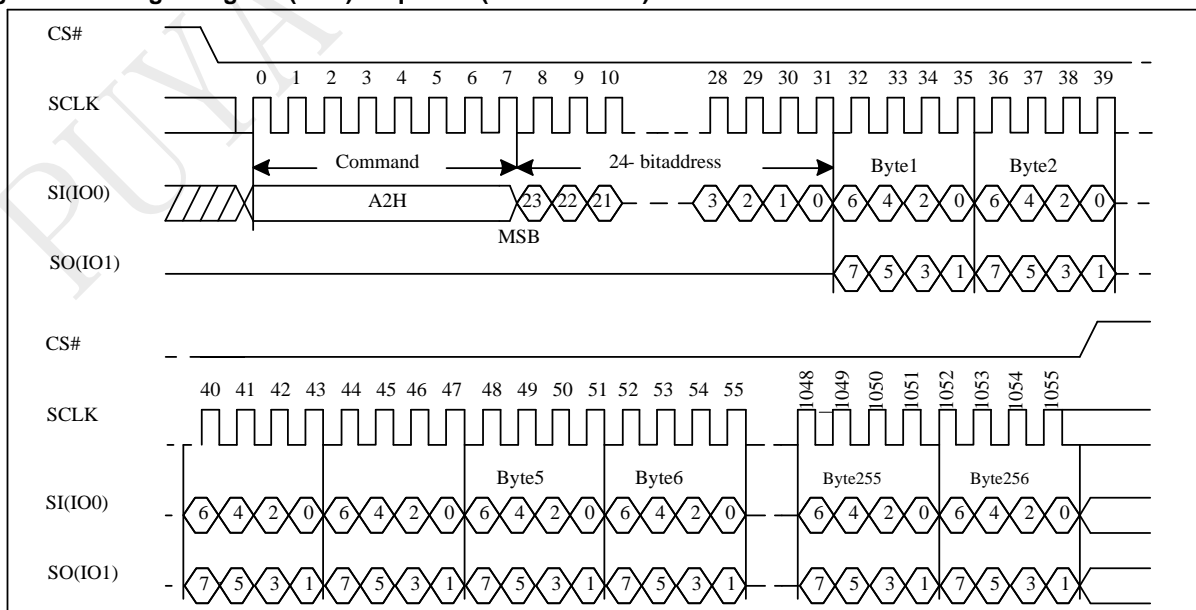 CS#
0 1 2 3 4 5 6 7 8 9 10 28 29 30 31 32 33 34 35 36 37 38 39
SCLK
Command 24- bitaddress Byte1 Byte2
SI(IO0) A2H 23 22 21 3 2 1 0 6 4 2 0 6 4 2 0
MSB
SO(IO1) 7 5 3 1 7 5 3 1
CS#
40 41 42 43 44 45 46 47 48 49 50 51 52 53 54 55 1048 1049 1050 1051 1052 1053 1054 1055
SCLK
Byte5 Byte6 Byte255 Byte256
SI(IO0) 6 4 2 0 6 4 2 0 6 4 2 0 6 4 2 0 6 4 2 0 6 4 2 0
SO(IO1) 7 5 3 1 7 5 3 1 7 5 3 1 7 5 3 1 7 5 3 1 7 5 3 1
PUYA